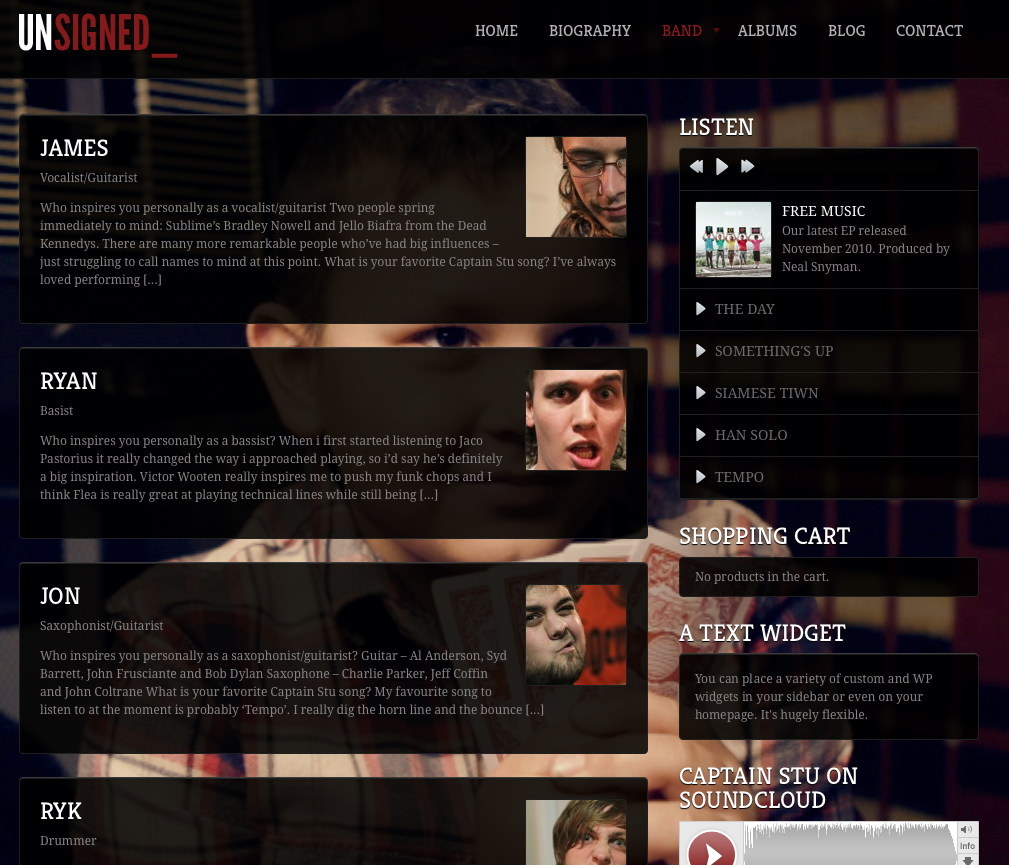 UNSIGNED_
HOME BIOGRAPHY BAND ALBUMS BLOG CONTACT
JAMES
Vocalist/Guitarist
Who inspires you personally as a vocalist/guitarist Two people spring
immediately to mind: Sublime's Bradley Nowell and Jello Biafra from the Dead
Kennedys. There are many more remarkable people who've had big influences –
just struggling to call names to mind at this point. What is your favorite Captain Stu song? I've always
loved performing [...]
RYAN
Basist
Who inspires you personally as a bassist? When i first started listening to Jaco
Pastorius it really changed the way i approached playing, so i'd say he's definitely
a big inspiration. Victor Wooten really inspires me to push my funk chops and I
think Flea is really great at playing technical lines while still being [...]
JON
Saxophonist/Guitarist
Who inspires you personally as a saxophonist/guitarist? Guitar – Al Anderson, Syd
Barrett, John Frusciante and Bob Dylan Saxophone – Charlie Parker, Jeff Coffin
and John Coltrane What is your favorite Captain Stu song? My favourite song to
listen to at the moment is probably 'Tempo'. I really dig the horn line and the bounce [...]
RYK
Drummer
LISTEN
FREE MUSIC
Our latest EP released
November 2010. Produced by
Neal Snyman.
THE DAY
SOMETHING'S UP
SIAMESE TIWN
HAN SOLO
TEMPO
SHOPPING CART
No products in the cart.
A TEXT WIDGET
You can place a variety of custom and WP
widgets in your sidebar or even on your
homepage. It's hugely flexible.
CAPTAIN STU ON
SOUNDCLOUD
Info